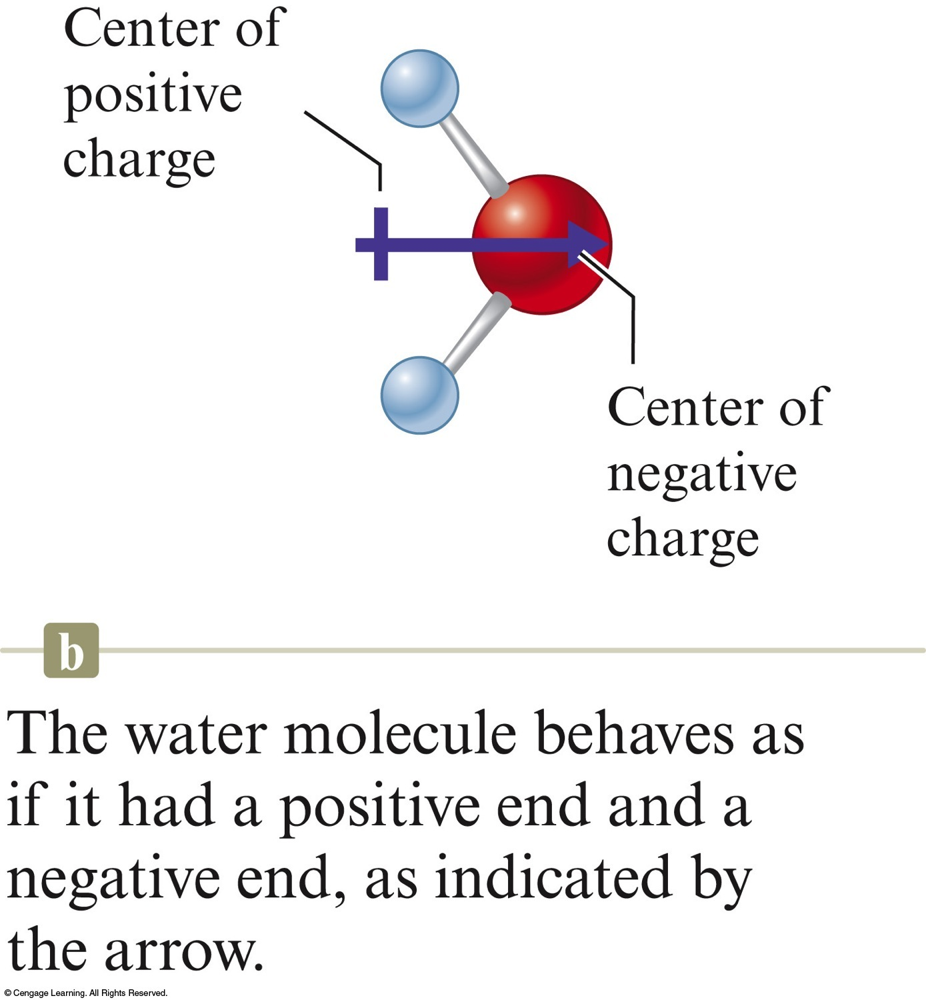 Center of
positive
charge
Center of
negative
charge
b
The water molecule behaves as
if it had a positive end and a
negative end, as indicated by
the arrow.
© Cengage Learning. All Rights Reserved.